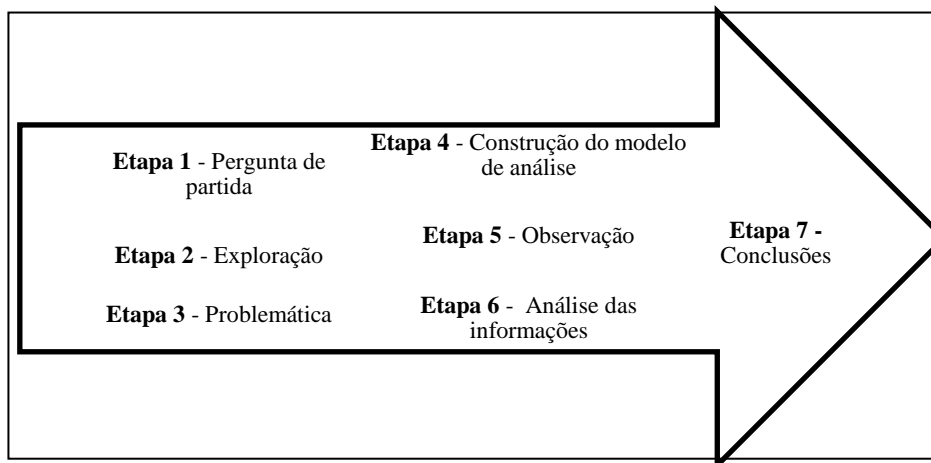 Etapa 1 - Pergunta de
partida
Etapa 2 - Exploração
Etapa 3 - Problemática
Etapa 4 - Construção do modelo
de análise
Etapa 5 - Observação
Etapa 6 -  Análise das
informações
Etapa 7 -
Conclusões